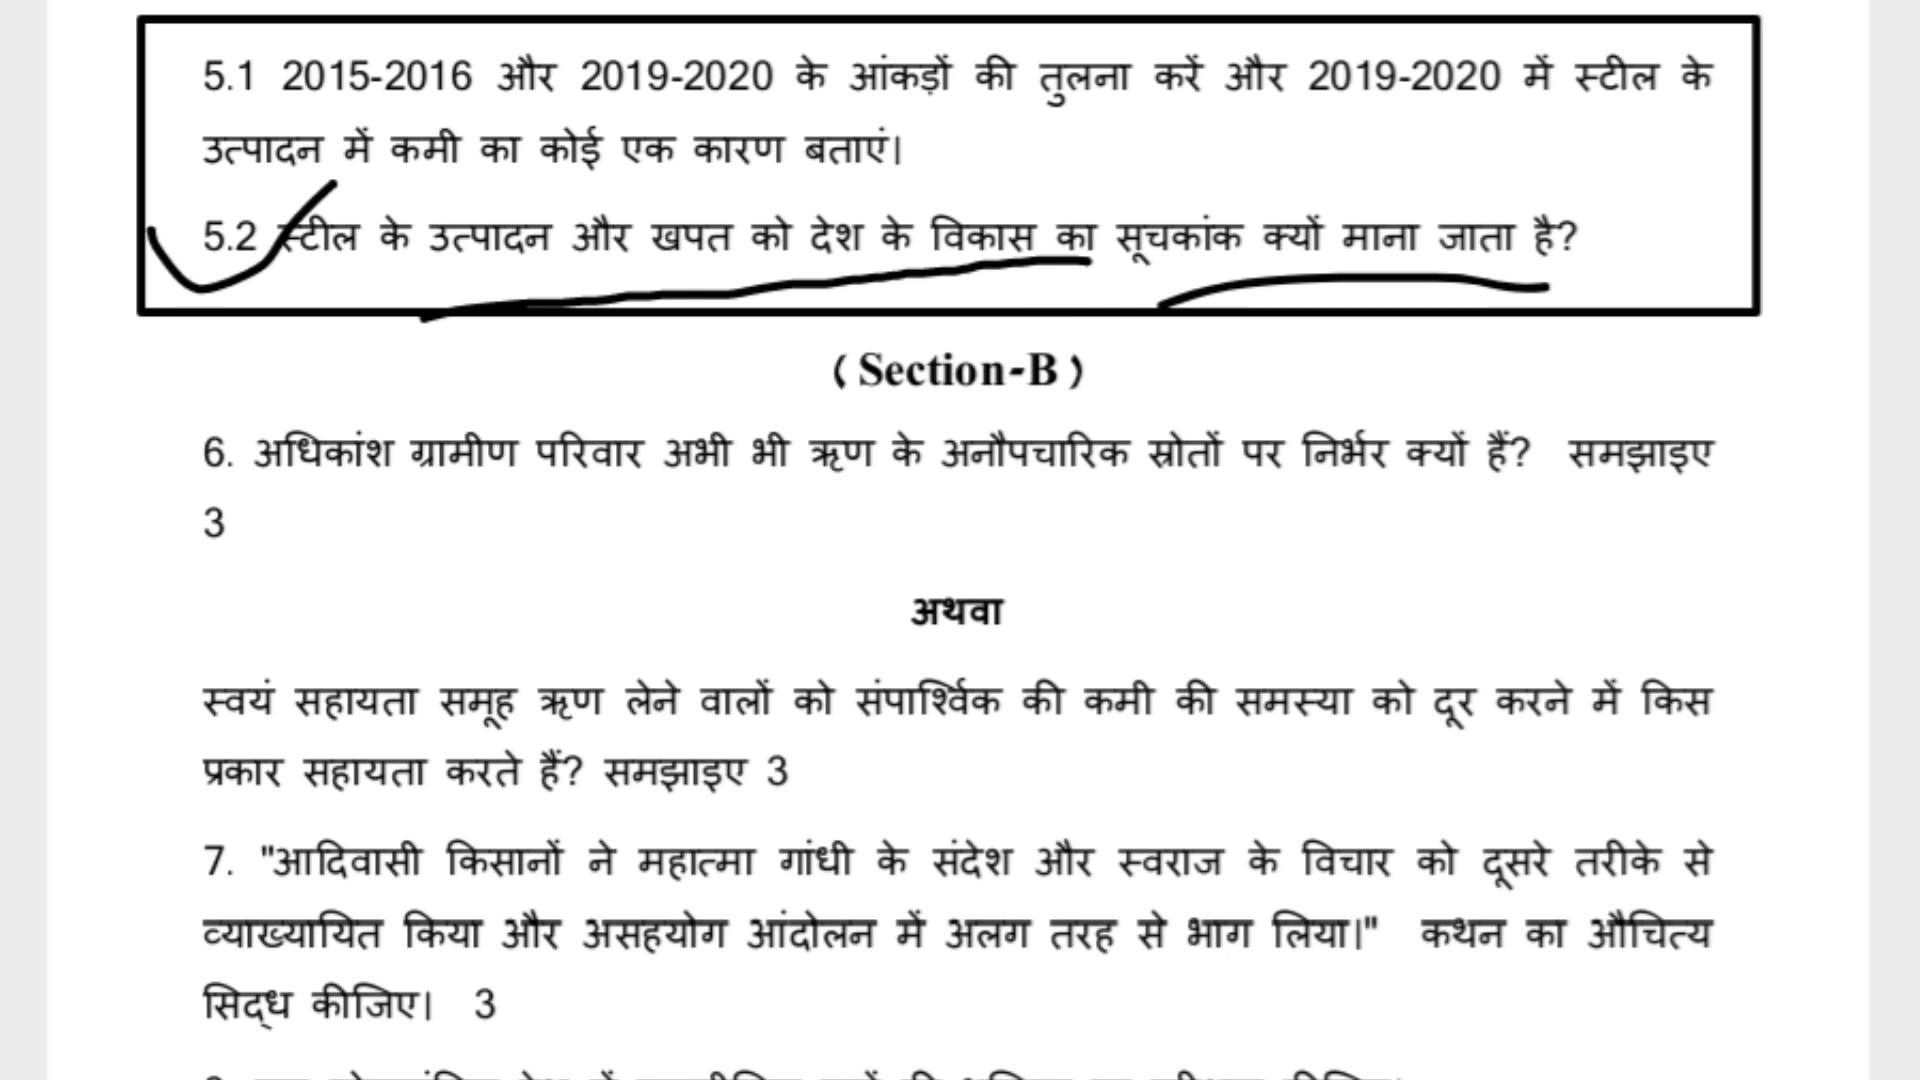 5.1 2015-2016 और 2019-2020 के आंकड़ों की तुलना करें और 2019-2020 में स्टील के
उत्पादन में कमी का कोई एक कारण बताएं।
5.2 स्टील के उत्पादन और खपत को देश के विकास का सूचकांक क्यों माना जाता है?
( Section-B )
6. अधिकांश ग्रामीण परिवार अभी भी ऋण के अनौपचारिक स्रोतों पर निर्भर क्यों हैं? समझाइए
3
अथवा
स्वयं सहायता समूह ऋण लेने वालों को संपार्श्विक की कमी की समस्या को दूर करने में किस
प्रकार सहायता करते हैं? समझाइए 3
7. "आदिवासी किसानों ने महात्मा गांधी के संदेश और स्वराज के विचार को दूसरे तरीके से
व्याख्यायित किया और असहयोग आंदोलन में अलग तरह से भाग लिया।" कथन का औचित्य
सिद्ध कीजिए। 3